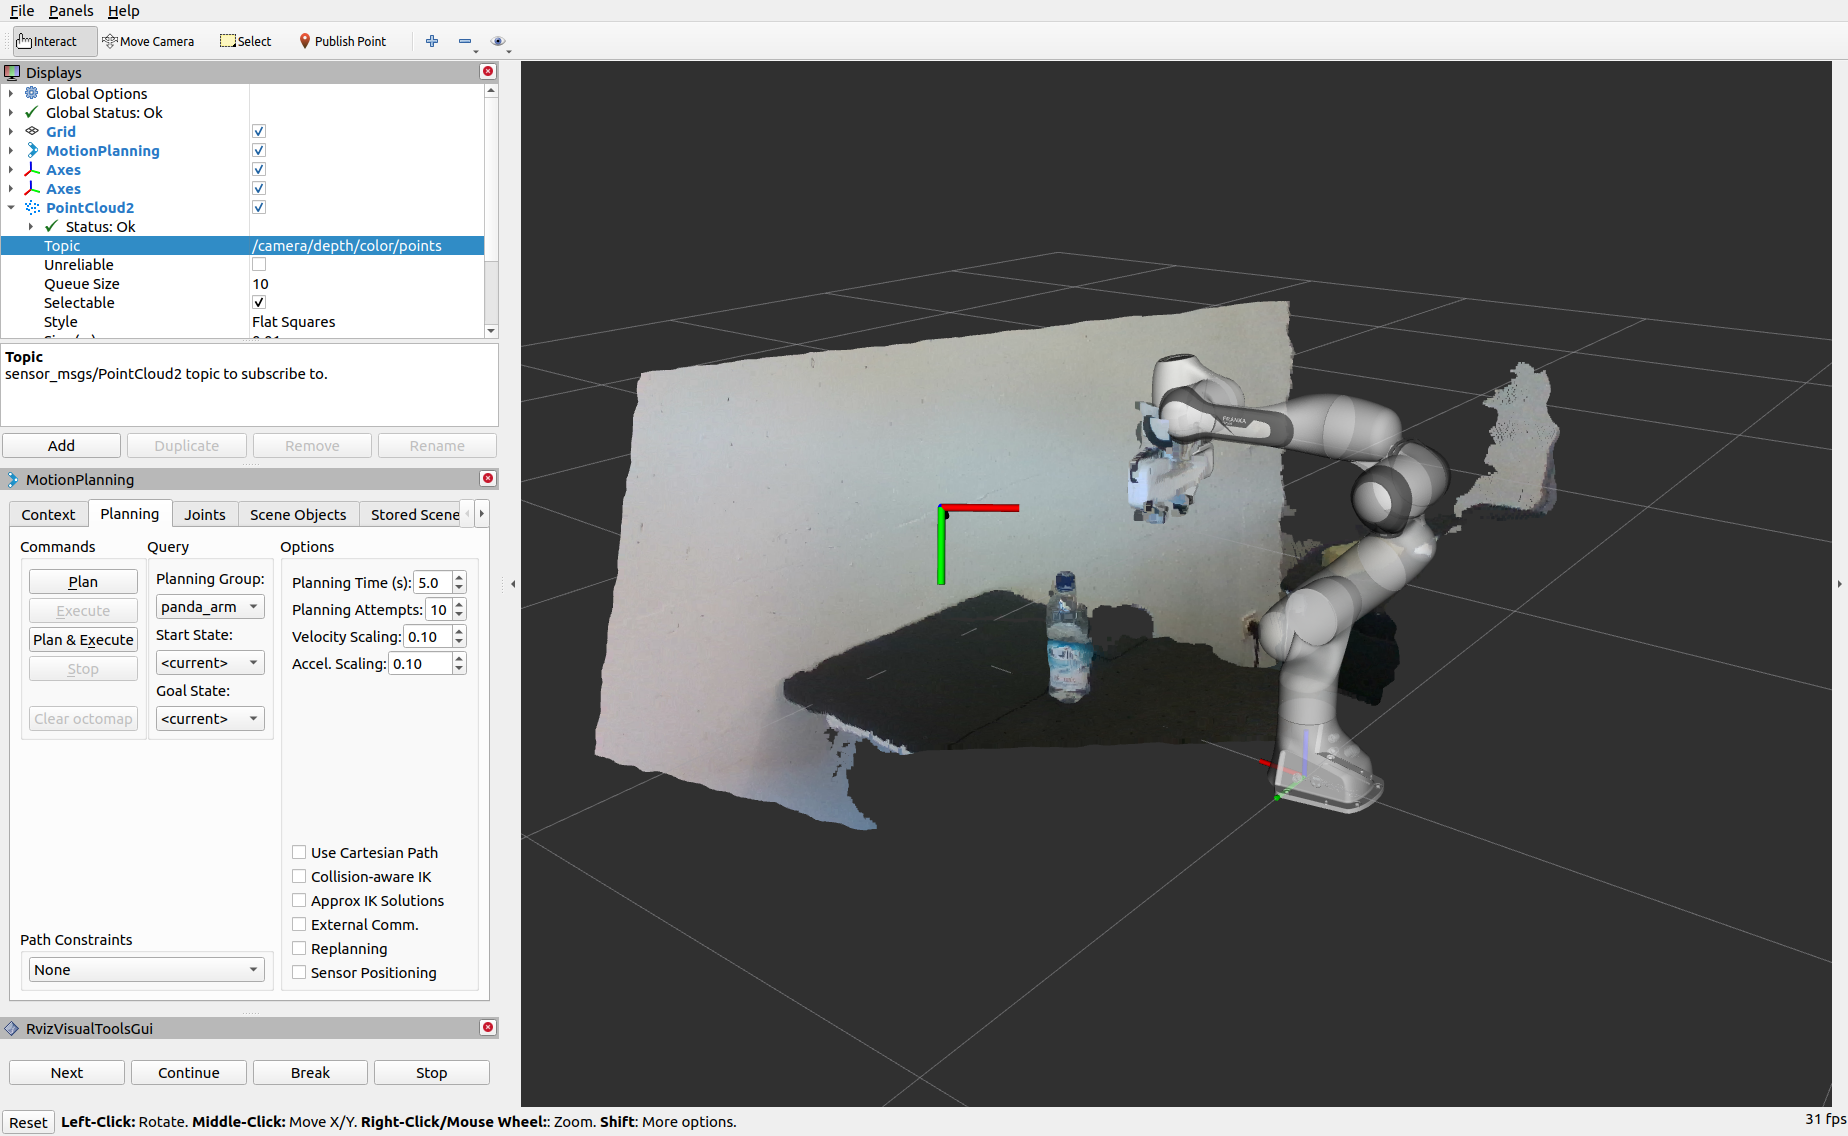 File Panels Help
Interact Move Camera Select Publish Point
Displays
Global Options
Global Status: Ok
Grid
MotionPlanning
Axes
Axes
PointCloud2
Status: Ok
Topic /camera/depth/color/points
Unreliable
Queue Size 10
Selectable
Style Flat Squares
Topic
sensor_msgs/PointCloud2 topic to subscribe to.
Add Duplicate Remove Rename
MotionPlanning
Context Planning Joints Scene Objects Stored Scene
Commands Query Options
Plan
Execute
Plan & Execute
Stop
Clear octomap
Planning Group:
panda_arm
Start State:
<current>
Goal State:
<current>
Planning Time (s): 5.0
Planning Attempts: 10
Velocity Scaling: 0.10
Accel. Scaling: 0.10
Use Cartesian Path
Collision-aware IK
Approx IK Solutions
External Comm.
Replanning
Sensor Positioning
Path Constraints
None
RvizVisualToolsGui
Next Continue Break Stop
Reset Left-Click: Rotate. Middle-Click: Move X/Y. Right-Click/Mouse Wheel:: Zoom. Shift: More options. 31 fps
FRANKA